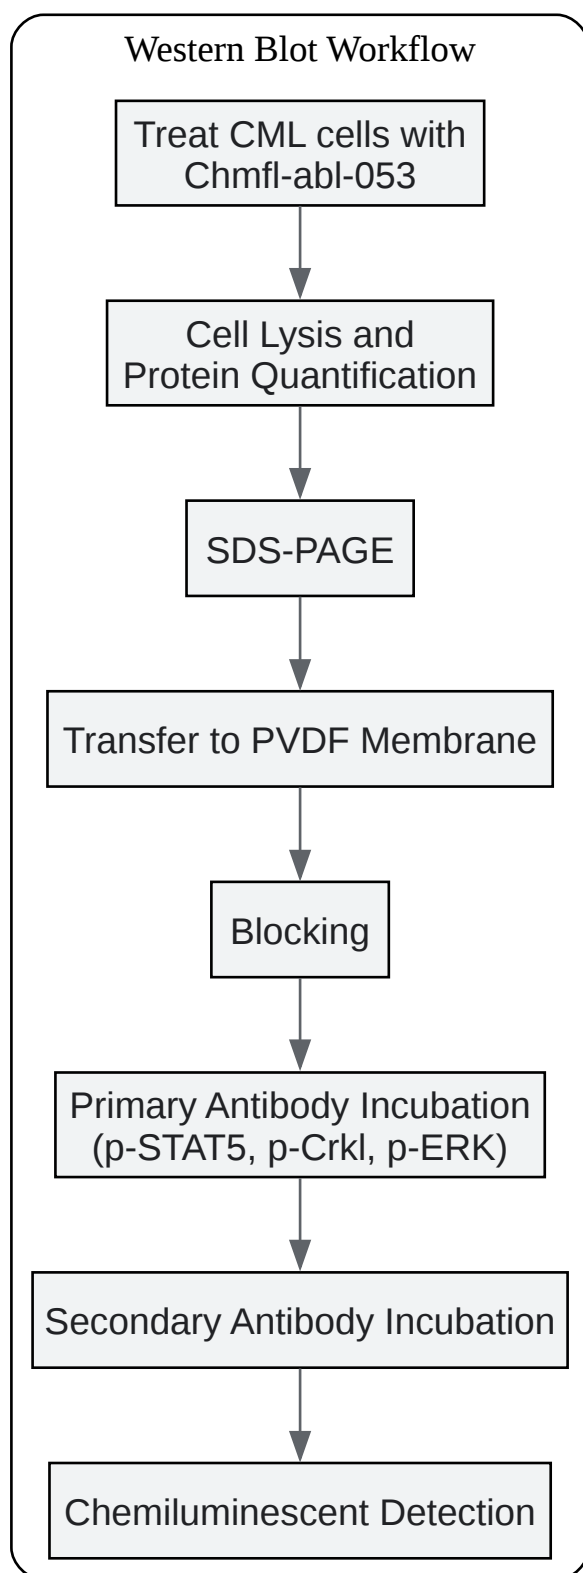 Western Blot Workflow
Treat CML cells with
Chmfl-abl-053
Cell Lysis and
Protein Quantification
SDS-PAGE
Transfer to PVDF Membrane
Blocking
Primary Antibody Incubation
(p-STAT5, p-Crkl, p-ERK)
Secondary Antibody Incubation
Chemiluminescent Detection